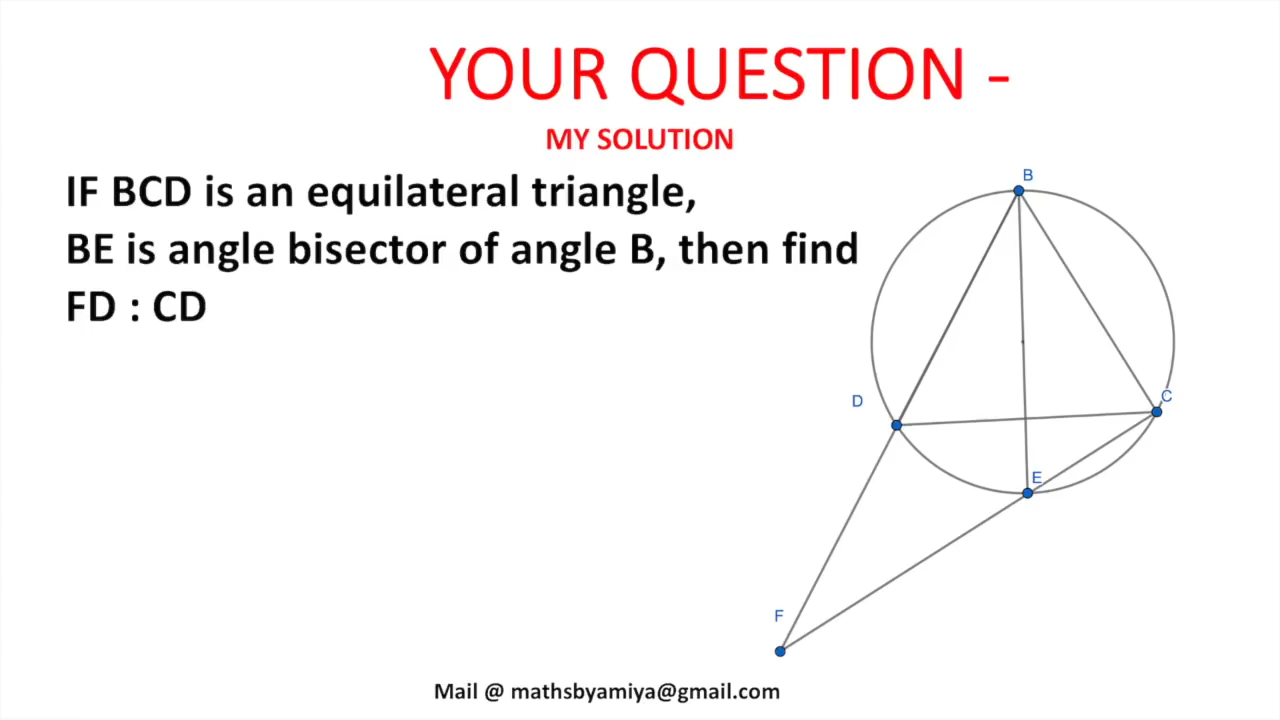 YOUR QUESTION -
MY SOLUTION
IF BCD is an equilateral triangle,
BE is angle bisector of angle B, then find
FD : CD
B
D
C
E
F
Mail @ mathsbyamiya@gmail.com